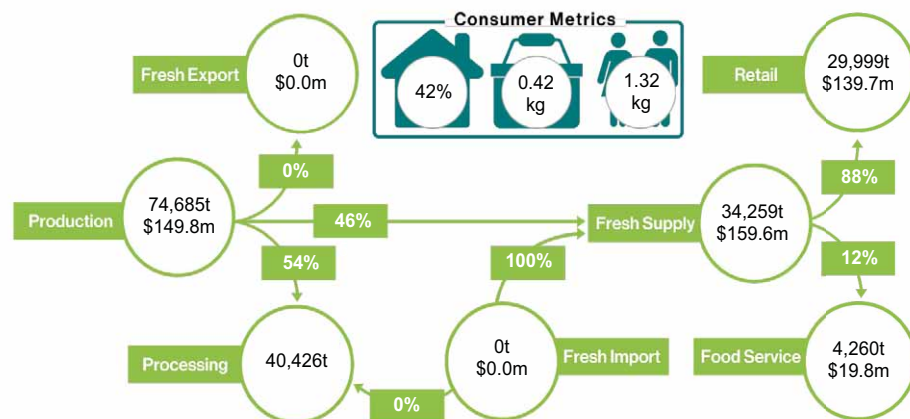 Consumer Metrics
Fresh Export
0t
$0.0m
42%
0.42
kg
1.32
kg
Retail
29,999t
$139.7m
0%
88%
Production
74,685t
$149.8m
46%
Fresh Supply
34,259t
$159.6m
54%
100%
12%
Processing
40,426t
0t
$0.0m
Fresh Import
Food Service
4,260t
$19.8m
0%